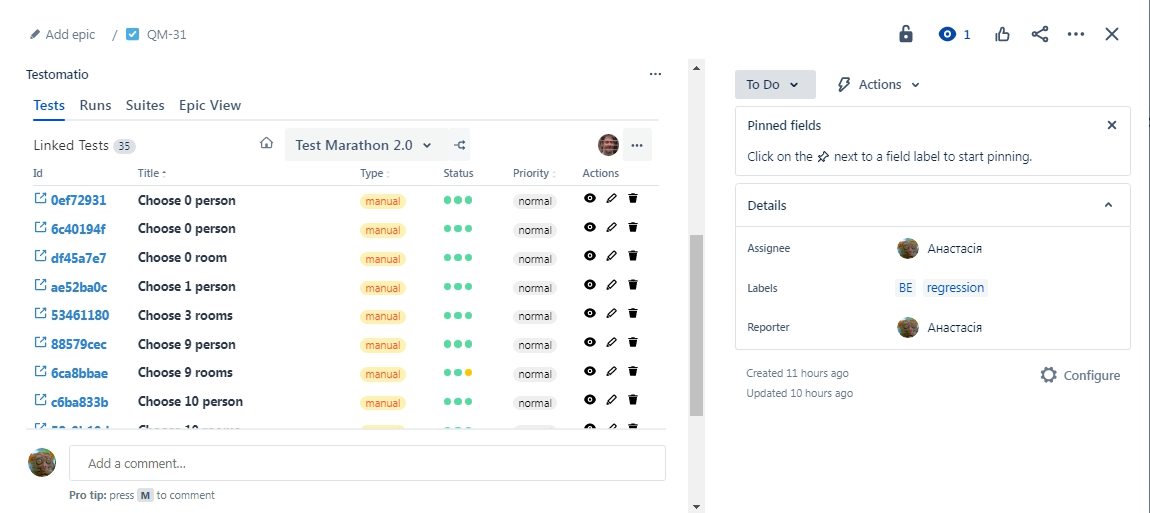 Add epic / QM-31
1
Testomatio
Tests Runs Suites Epic View
Linked Tests 35
Test Marathon 2.0
Id Title Type Status Priority Actions
0ef72931 Choose 0 person manual normal
6c40194f Choose 0 person manual normal
df45a7e7 Choose 0 room manual normal
ae52ba0c Choose 1 person manual normal
53461180 Choose 3 rooms manual normal
88579cec Choose 9 person manual normal
6ca8bbae Choose 9 rooms manual normal
c6ba833b Choose 10 person manual normal
Add a comment...
Pro tip: press M to comment
To Do
Actions
Pinned fields
Click on the next to a field label to start pinning.
Details
Assignee Анастасія
Labels BE regression
Reporter Анастасія
Created 11 hours ago
Updated 10 hours ago
Configure